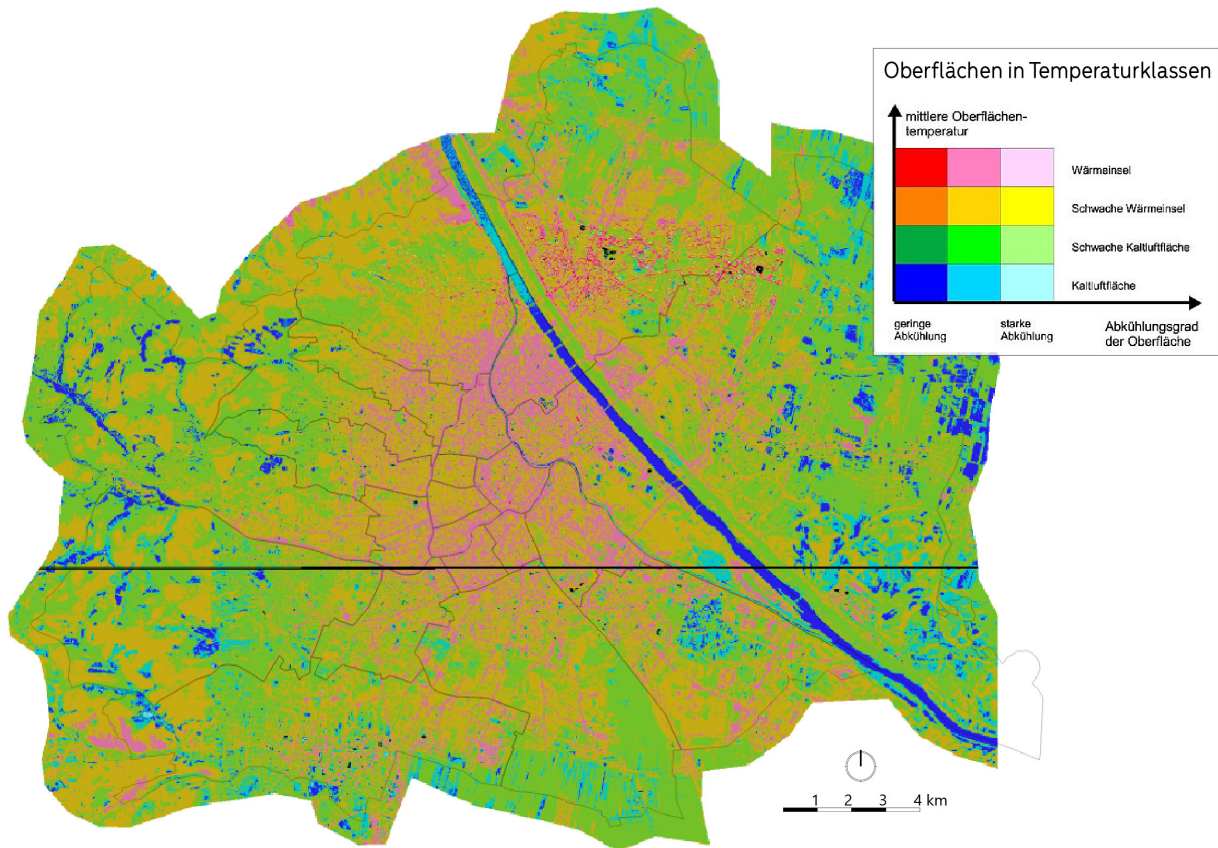 Oberflächen in Temperaturklassen
mittlere Oberflächen-
temperatur
Wärmeinsel
Schwache Wärmeinsel
Schwache Kaltluftfläche
Kaltluftfläche
geringe
Abkühlung
starke
Abkühlung
Abkühlungsgrad
der Oberfläche
1 2 3 4 km